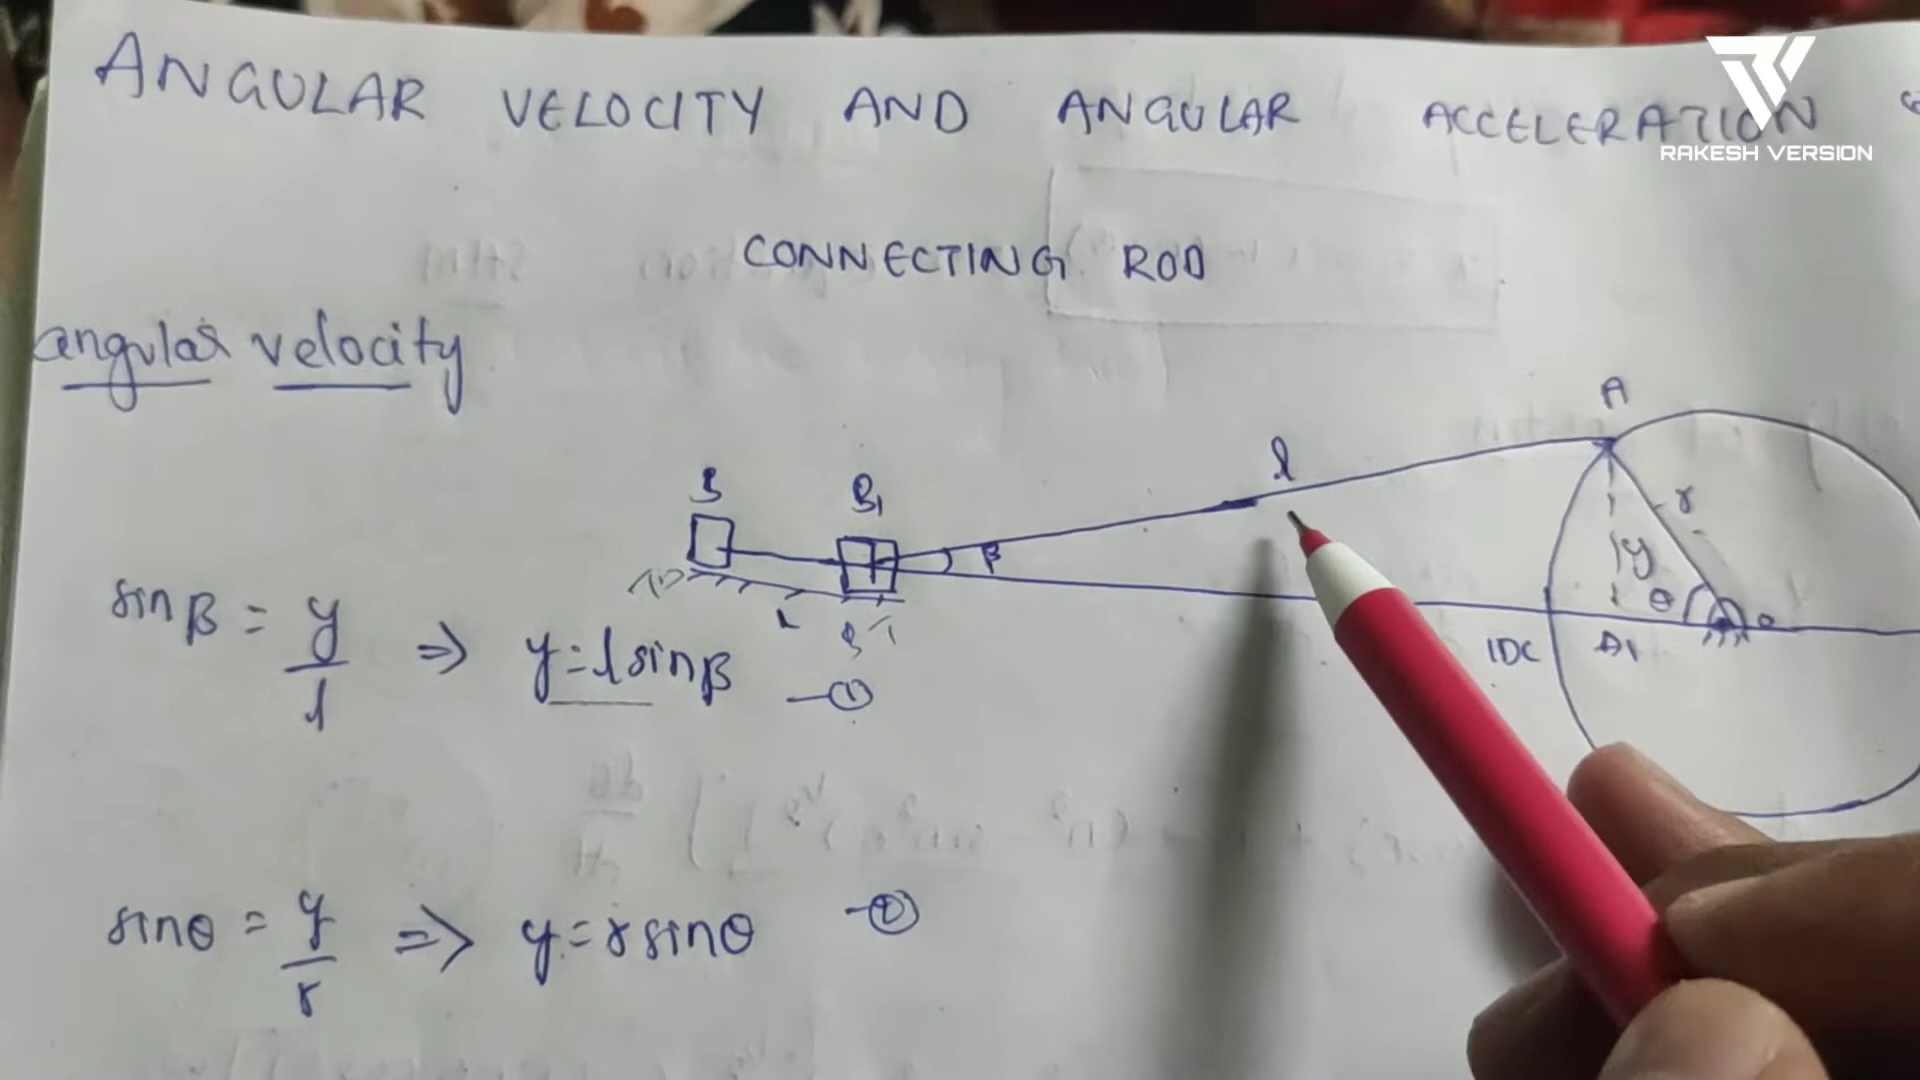 ANGULAR VELOCITY AND ANGULAR ACCELERATION
RAKESH VERSION
CONNECTING ROD
angular velocity
A
l
B B1
r
β
y
θ
O
IDC A1
sinβ = y/l ⇒ y = l sinβ —①
sinθ = y/r ⇒ y = r sinθ —②